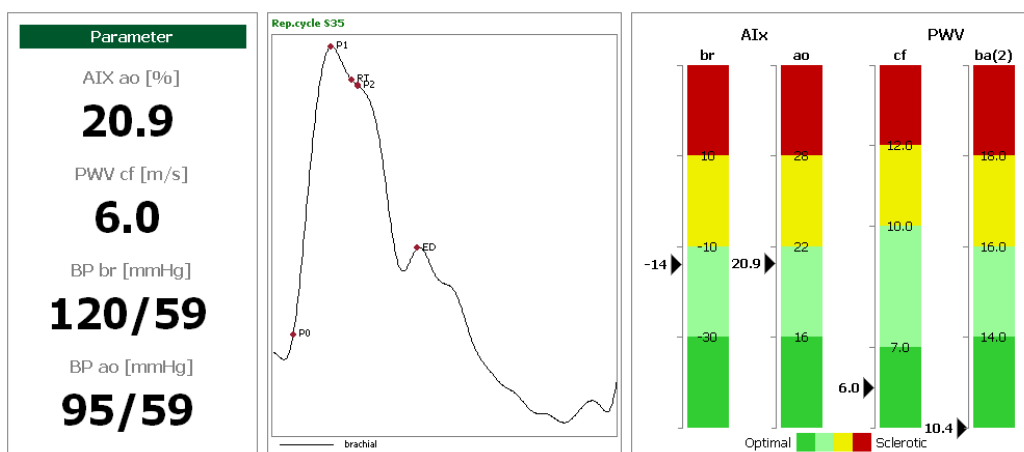 Parameter
AIX ao [%]
20.9
PWV cf [m/s]
6.0
BP br [mmHg]
120/59
BP ao [mmHg]
95/59
Rep.cycle S35
P1
RT
P2
ED
P0
brachial
AIx PWV
br ao cf ba(2)
12.0
10 28 18.0
10.0
-10 22 16.0
-14 20.9
-30 16 14.0
7.0
6.0
10.4
Optimal Sclerotic